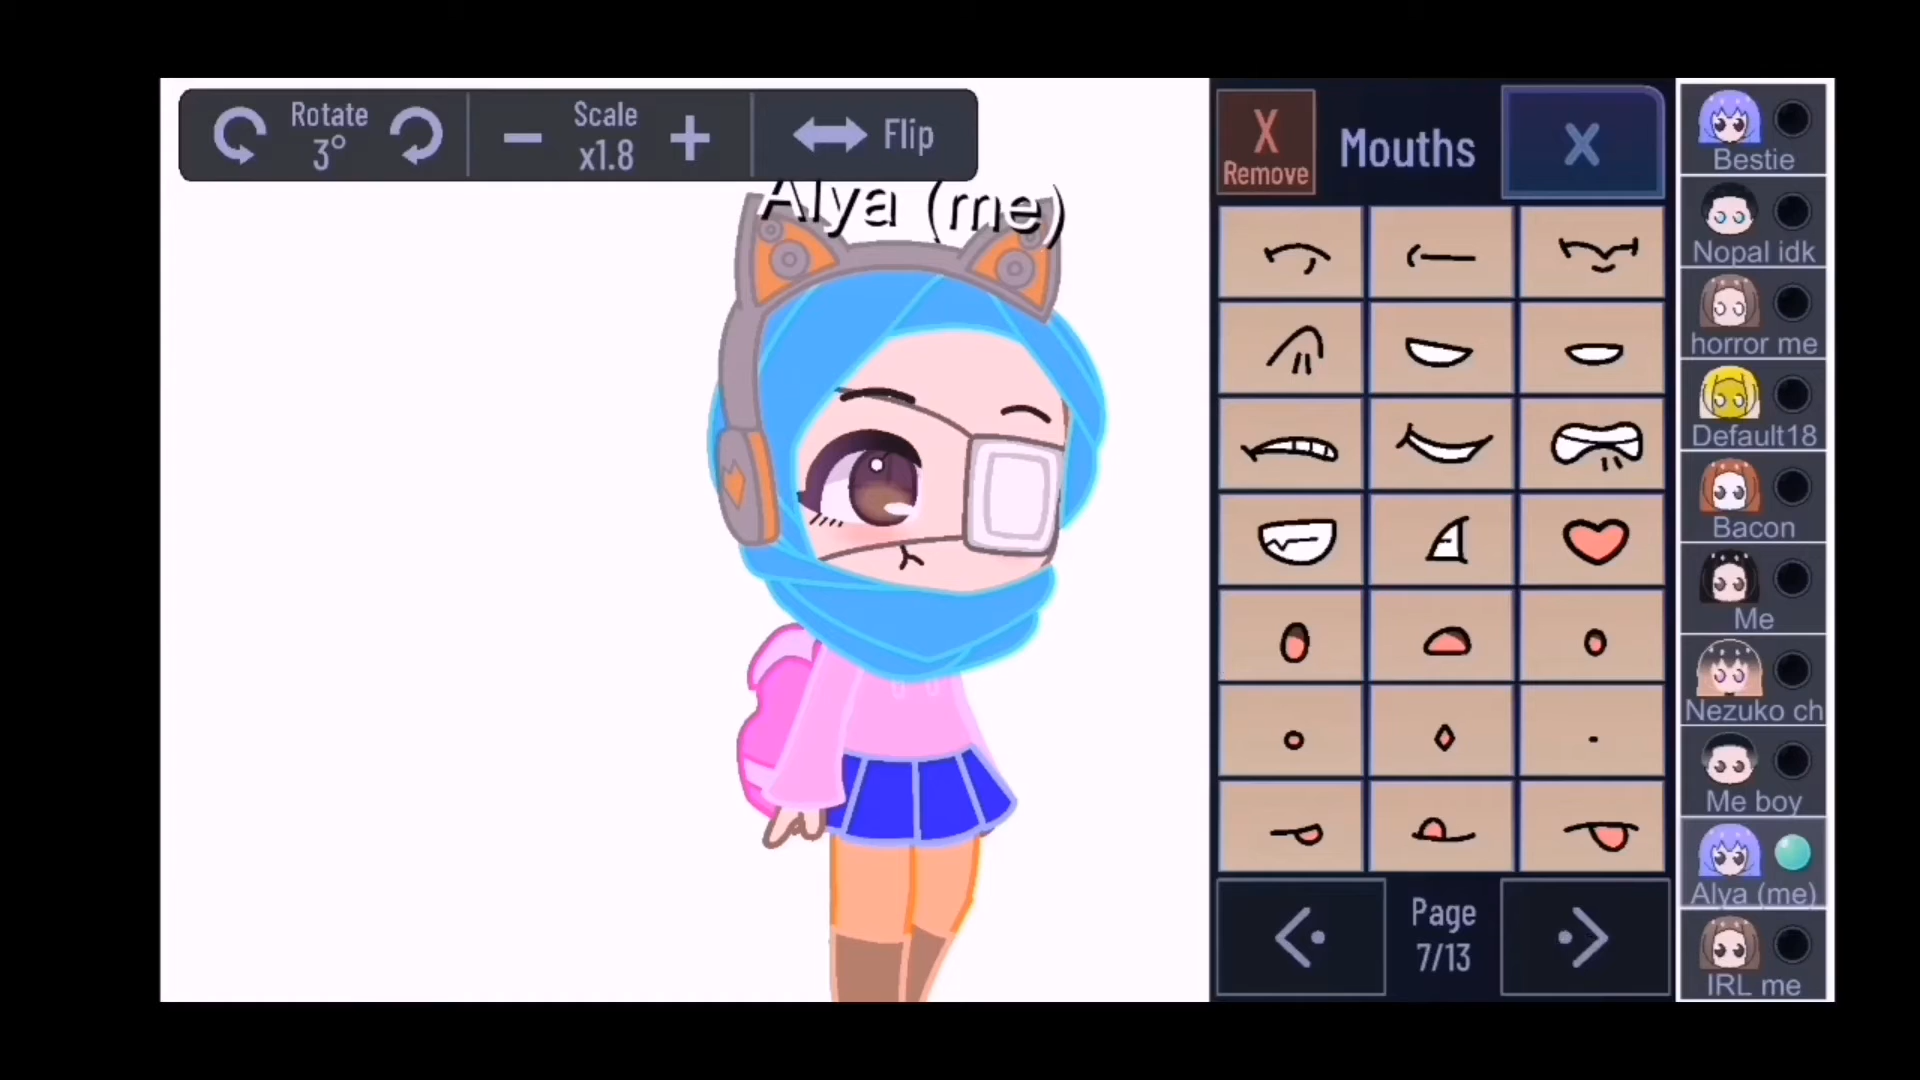 Rotate
3°
Scale
x1.8
Flip
Alya (me)
X
Remove
Mouths
X
Page
7/13
Bestie
Nopal idk
horror me
Default18
Bacon
Me
Nezuko ch
Me boy
Alya (me)
IRL me